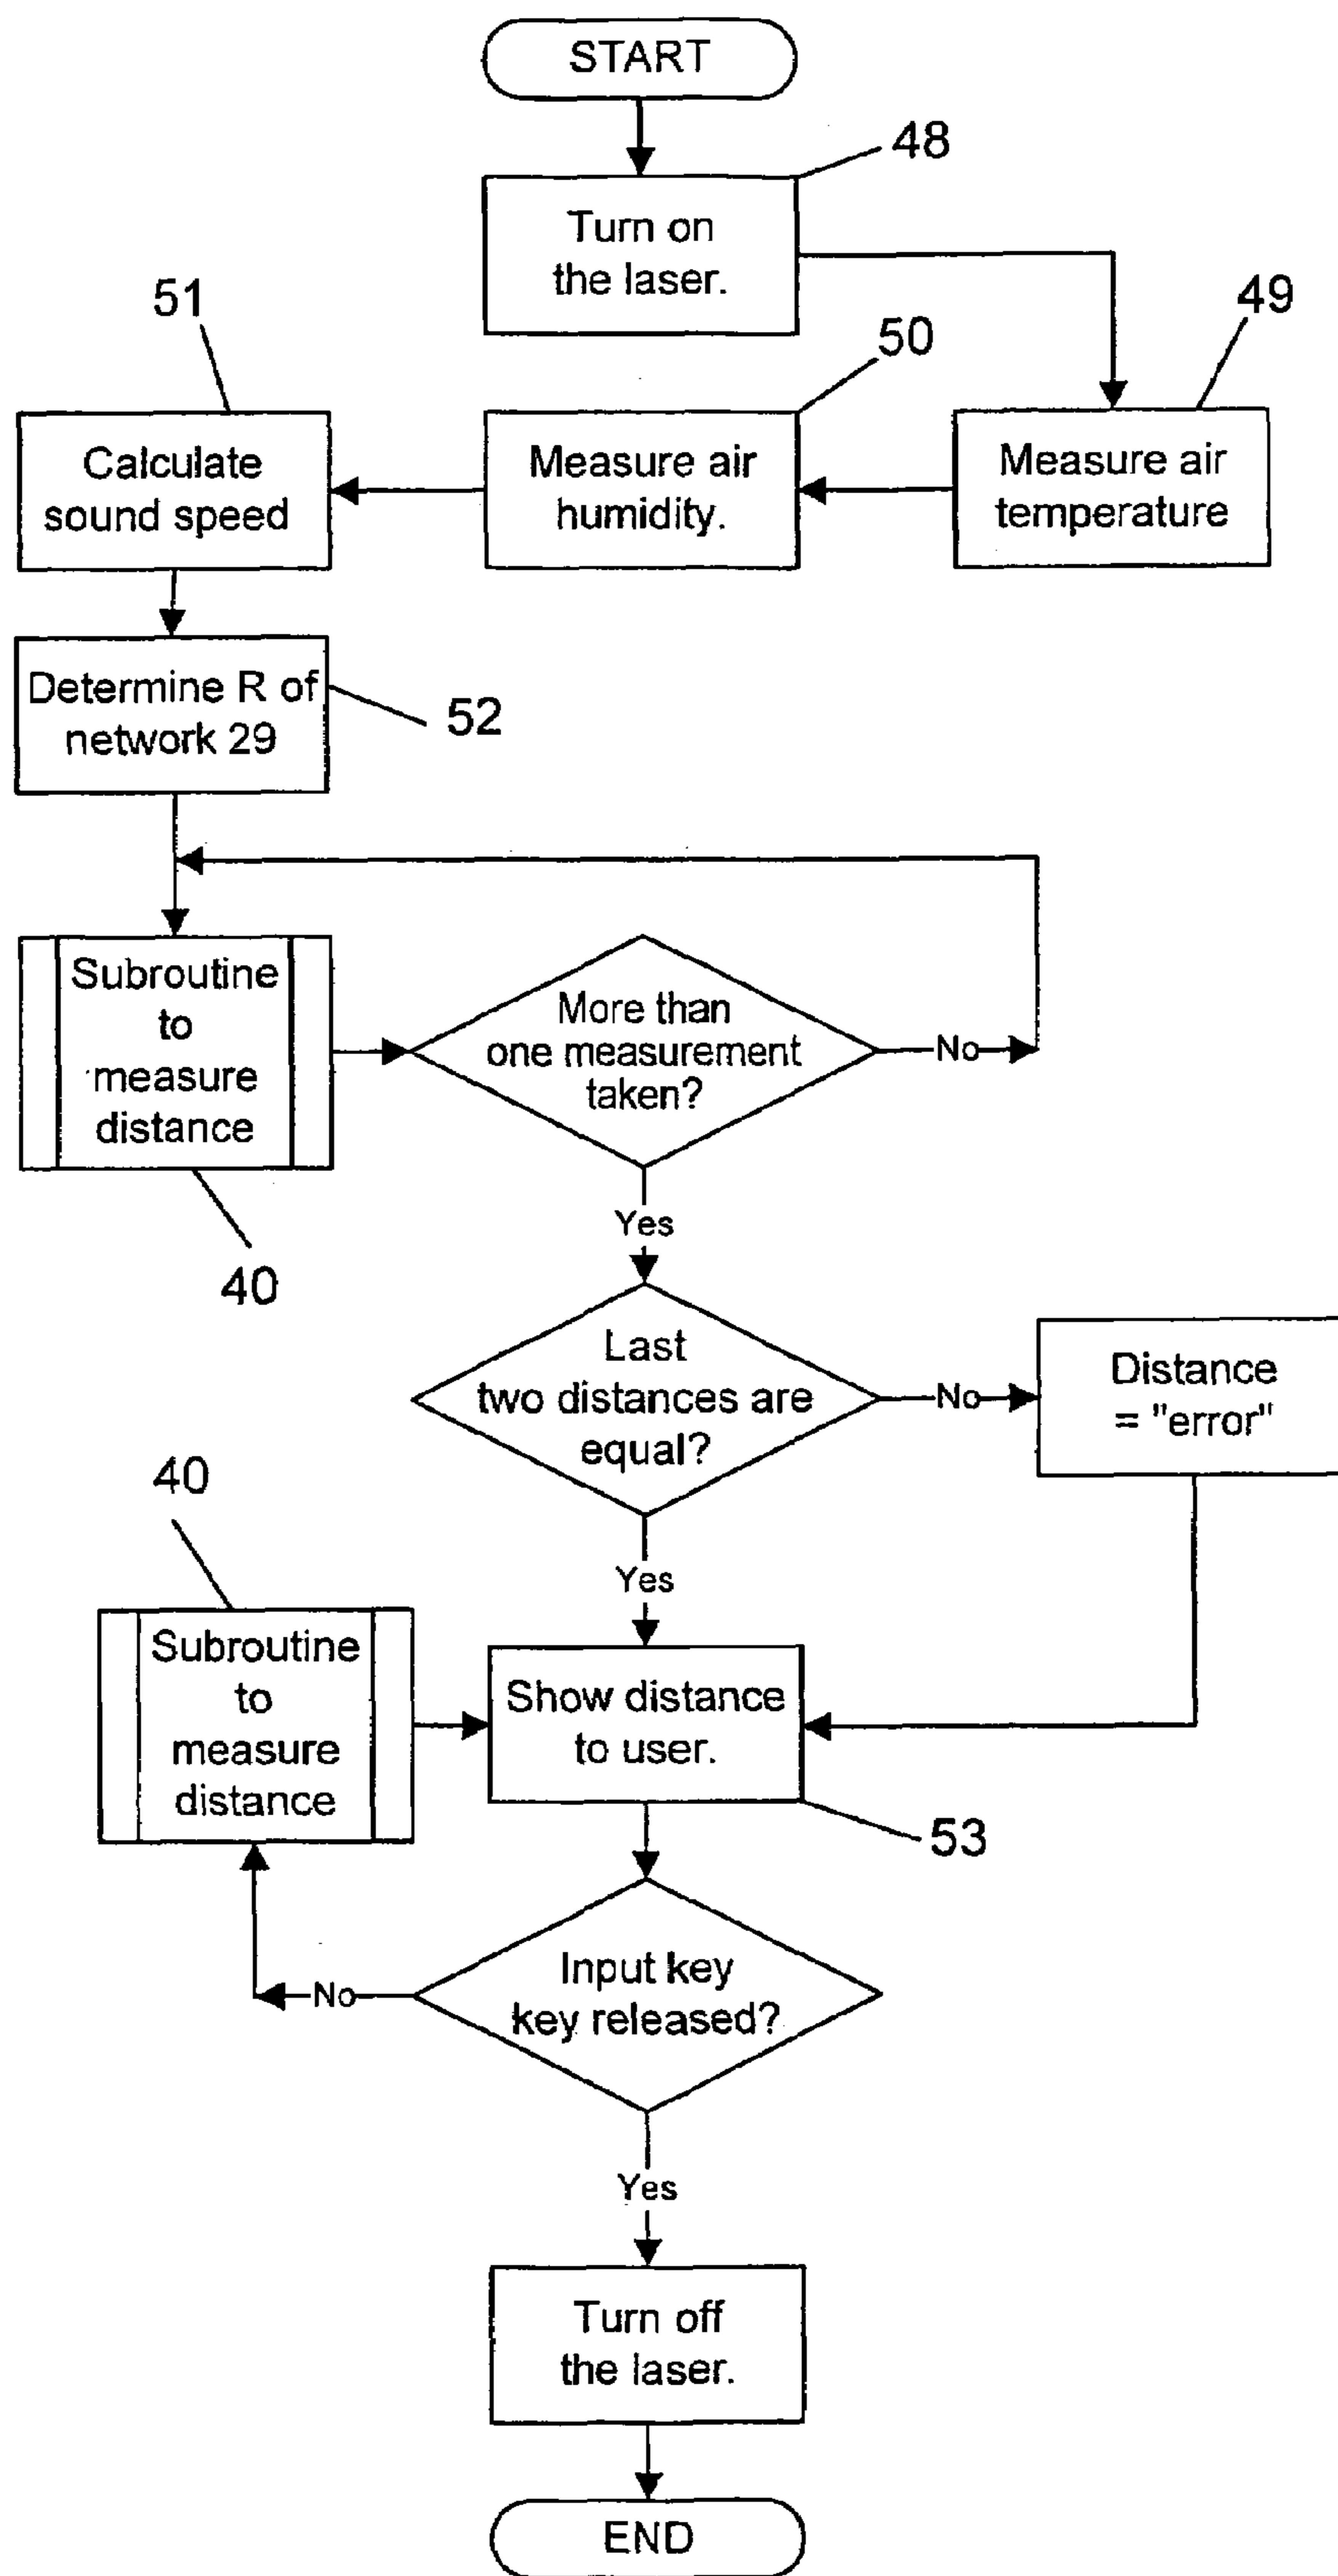 START
48
Turn on
the laser.
49
Measure air
temperature
50
Measure air
humidity.
51
Calculate
sound speed
Determine R of
network 29
52
Subroutine
to
measure
distance
40
More than
one measurement
taken?
No
Yes
Last
two distances are
equal?
No
Distance
= "error"
Yes
40
Subroutine
to
measure
distance
Show distance
to user.
53
Input key
key released?
No
Yes
Turn off
the laser.
END